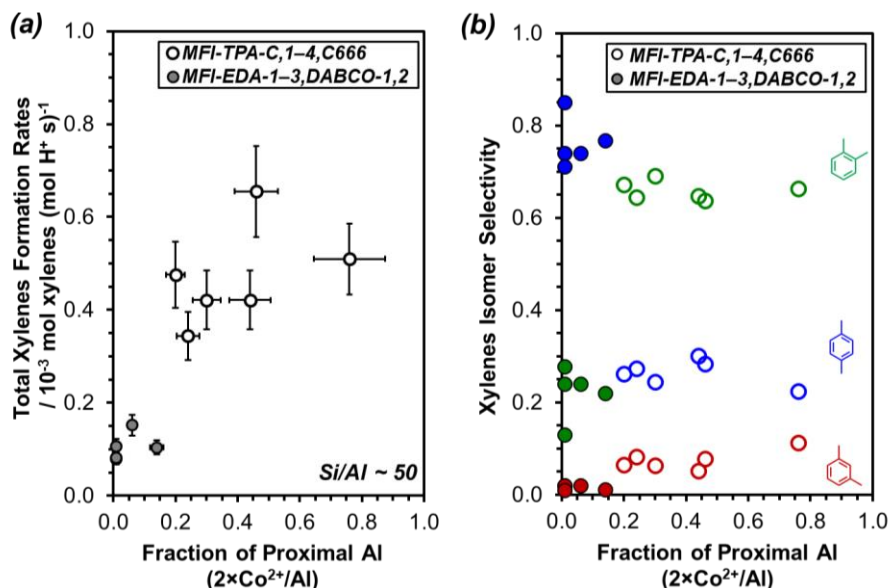 (a)
MFI-TPA-C,1–4,C666
MFI-EDA-1–3,DABCO-1,2
Total Xylenes Formation Rates
/ 10⁻³ mol xylenes (mol H⁺ s)⁻¹
1.0
0.8
0.6
0.4
0.2
0.0
Si/Al ~ 50
0.0 0.2 0.4 0.6 0.8 1
Fraction of Proximal Al
(2×Co²⁺/Al)
(b)
MFI-TPA-C,1–4,C666
MFI-EDA-1–3,DABCO-1,2
Xylenes Isomer Selectivity
1.0
0.8
0.6
0.4
0.2
0.0
0.0 0.2 0.4 0.6 0.8 1.0
Fraction of Proximal Al
(2×Co²⁺/Al)